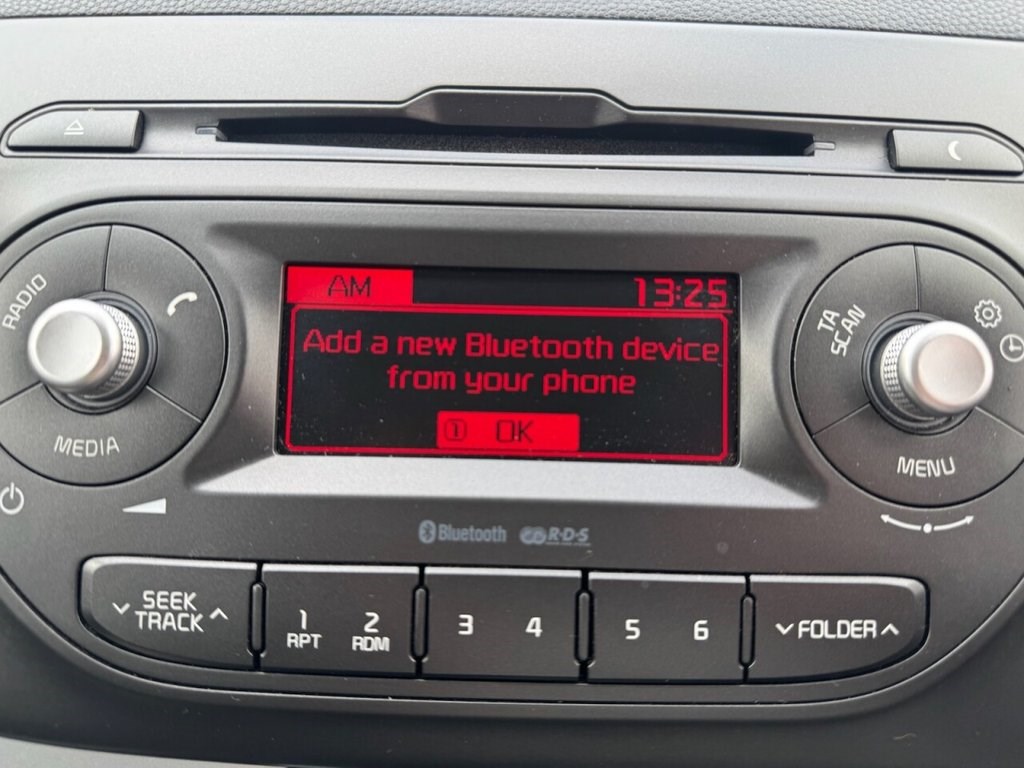 AM 13:25
Add a new Bluetooth device
from your phone
1 OK
RADIO
MEDIA
TA
SCAN
MENU
Bluetooth R·D·S
SEEK
TRACK
1
RPT
2
RDM
3
4
5
6
FOLDER